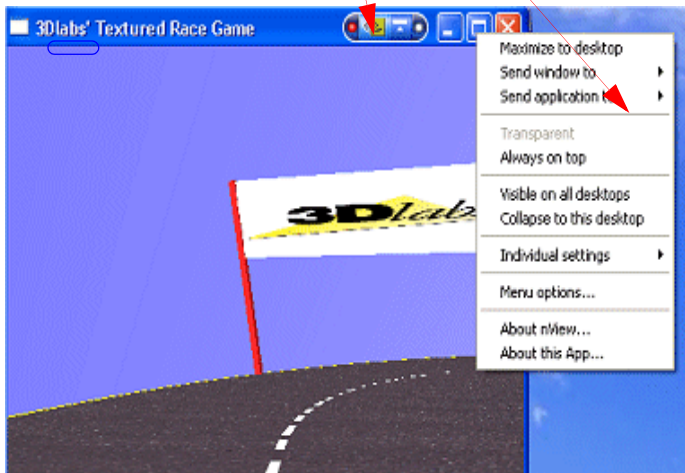 3Dlabs' Textured Race Game
Maximize to desktop
Send window to
Send application to
Transparent
Always on top
Visible on all desktops
Collapse to this desktop
Individual settings
Menu options...
About nView...
About this App...
3Dlab